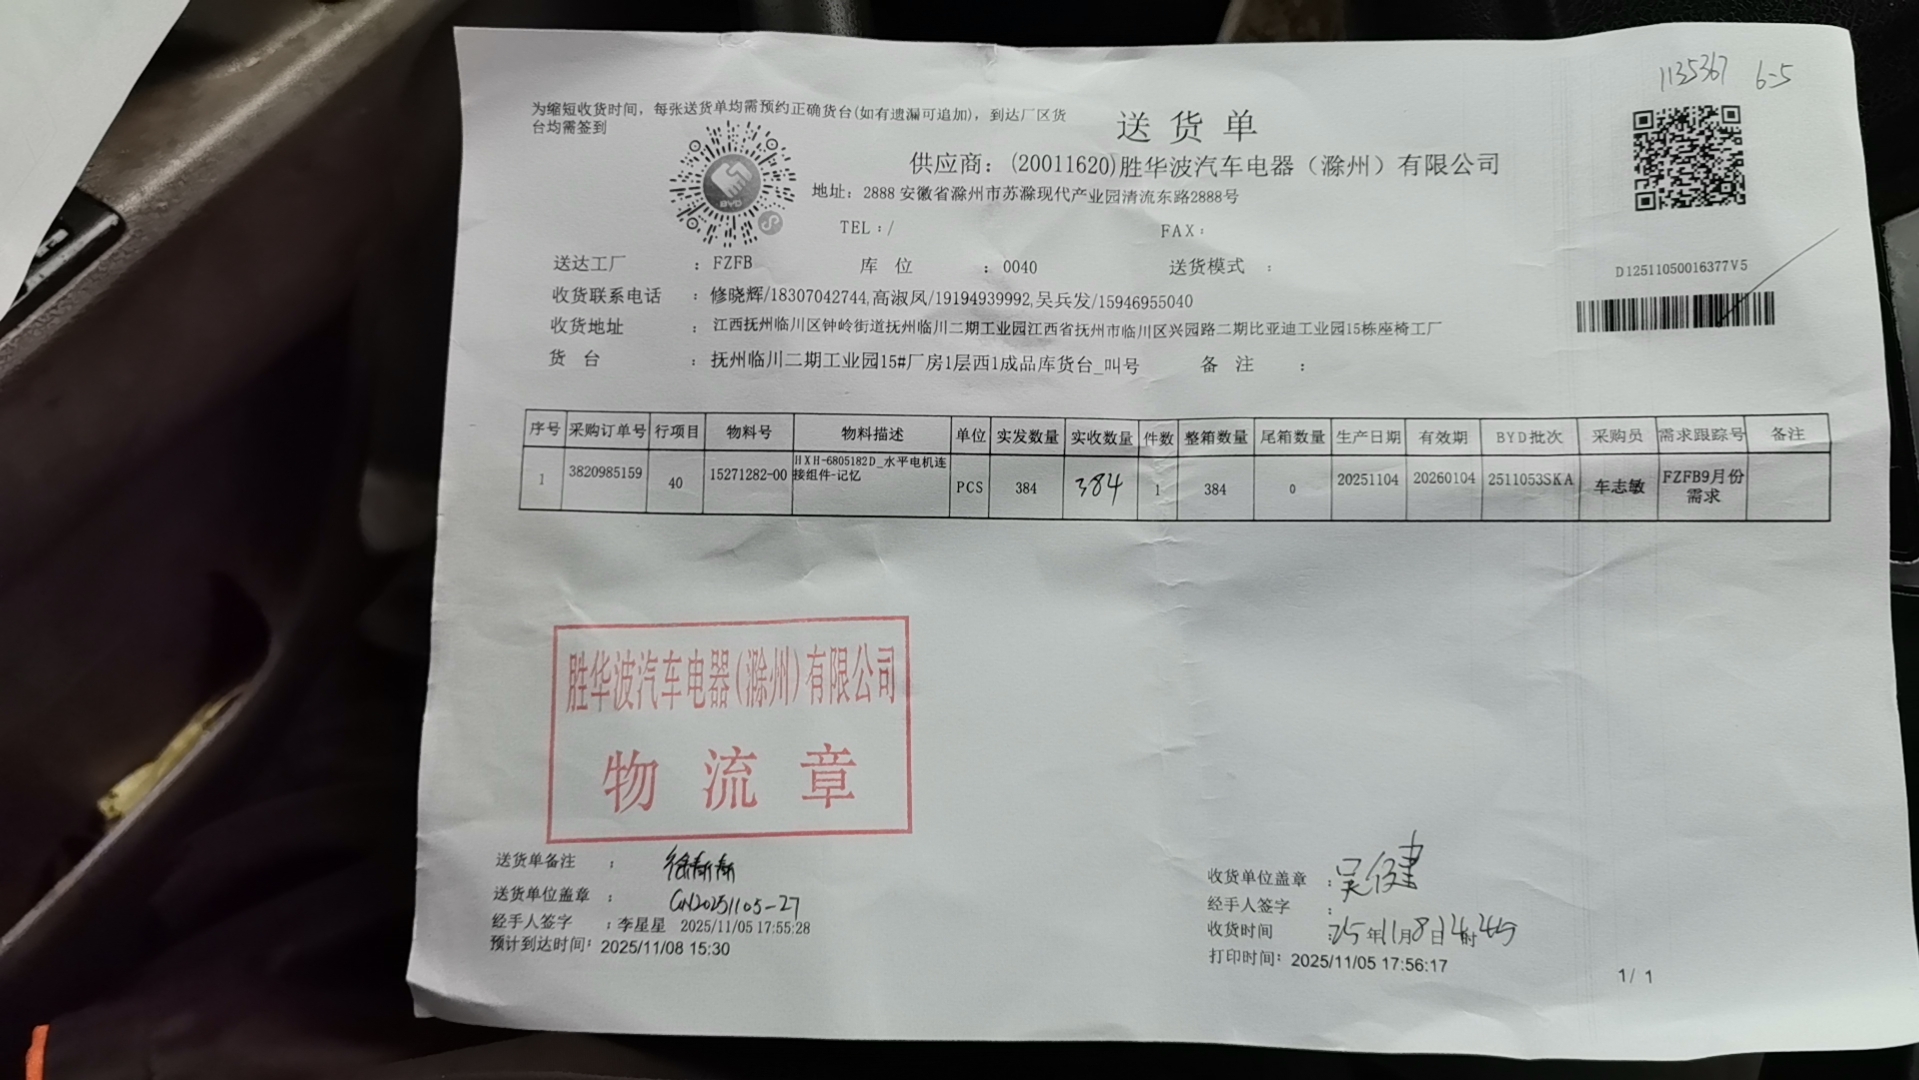 1135367 6=5
为缩短收货时间，每张送货单均需预约正确货台(如有遗漏可追加)，到达厂区货
台均需签到
送货单
供应商：(20011620)胜华波汽车电器（滁州）有限公司
BYD
地址：2888 安徽省滁州市苏滁现代产业园清流东路2888号
TEL：/ FAX：
D12511050016377V5
送达工厂 ：FZFB 库 位 ：0040 送货模式 ：
收货联系电话 ：修晓辉/18307042744,高淑凤/19194939992,吴兵发/15946955040
收货地址 ：江西抚州临川区钟岭街道抚州临川二期工业园江西省抚州市临川区兴园路二期比亚迪工业园15栋座椅工厂
货 台 ：抚州临川二期工业园15#厂房1层西1成品库货台_叫号 备 注 ：
序号 采购订单号 行项目 物料号 物料描述 单位 实发数量 实收数量 件数 整箱数量 尾箱数量 生产日期 有效期 BYD批次 采购员 需求跟踪号 备注
1 3820985159 40 15271282-00 HXH-6805182D_水平电机连接组件-记忆 PCS 384 384 1 384 0 20251104 20260104 2511053SKA 车志敏 FZFB9月份需求
胜华波汽车电器(滁州)有限公司
物流章
送货单备注 ：
送货单位盖章 ： CN20251105-27
经手人签字 ：李星星 2025/11/05 17:55:28
预计到达时间：2025/11/08 15:30
收货单位盖章 ：
经手人签字 ：
收货时间 ：25年11月8日
打印时间：2025/11/05 17:56:17
1/ 1